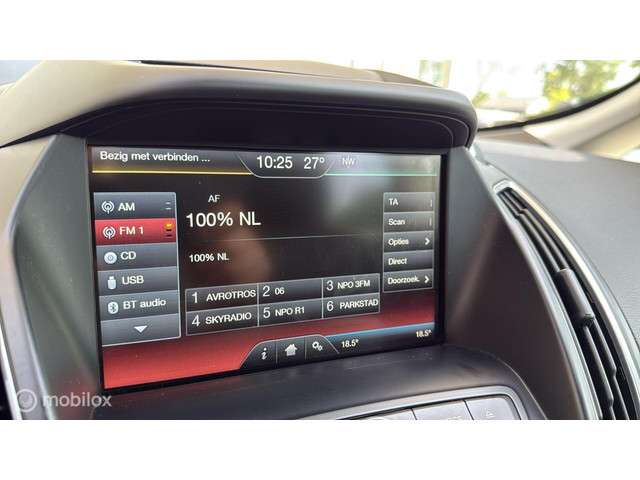 Bezig met verbinden ...
10:25 27° NW
AM
FM 1
CD
USB
BT audio
AF
100% NL
100% NL
1 AVROTROS 2 06 3 NPO 3FM
4 SKYRADIO 5 NPO R1 6 PARKSTAD
TA
Scan
Opties
Direct
Doorzoek.
18.5° 18.5°
mobilox